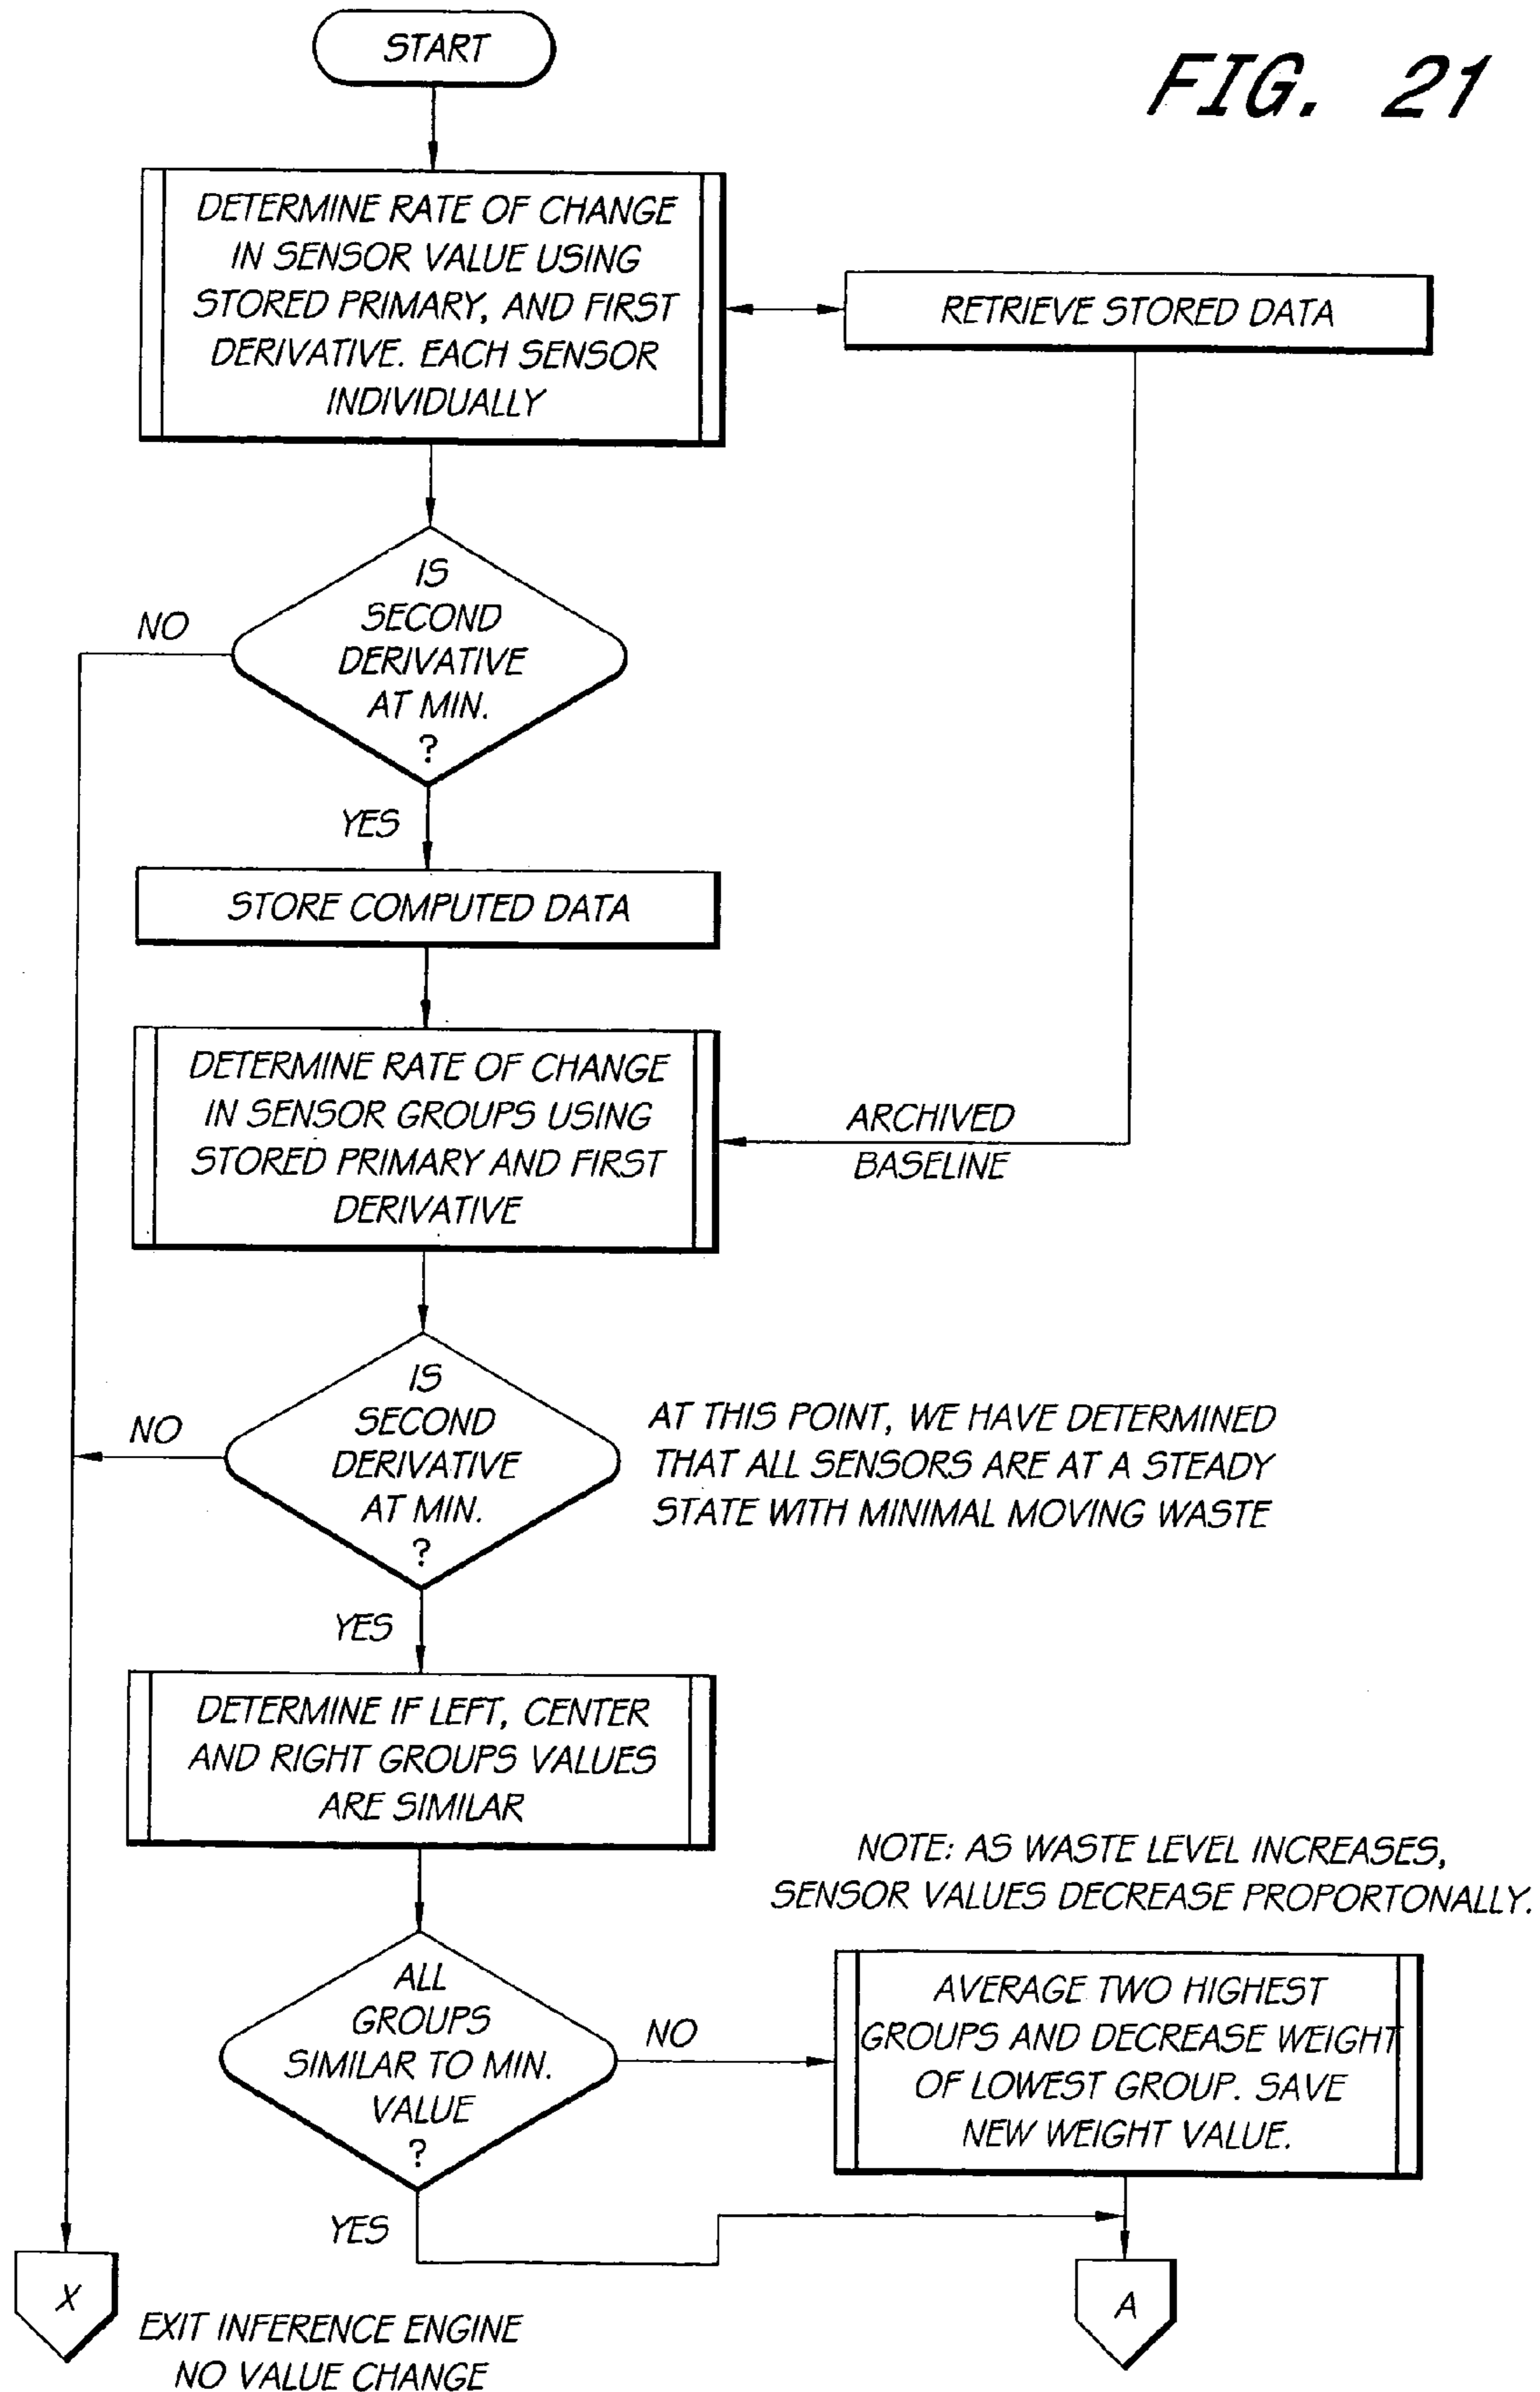 START
FIG. 21
DETERMINE RATE OF CHANGE
IN SENSOR VALUE USING
STORED PRIMARY, AND FIRST
DERIVATIVE. EACH SENSOR
INDIVIDUALLY
RETRIEVE STORED DATA
IS
SECOND
DERIVATIVE
AT MIN.
?
NO
YES
STORE COMPUTED DATA
DETERMINE RATE OF CHANGE
IN SENSOR GROUPS USING
STORED PRIMARY AND FIRST
DERIVATIVE
ARCHIVED
BASELINE
IS
SECOND
DERIVATIVE
AT MIN.
?
NO
AT THIS POINT, WE HAVE DETERMINED
THAT ALL SENSORS ARE AT A STEADY
STATE WITH MINIMAL MOVING WASTE
YES
DETERMINE IF LEFT, CENTER
AND RIGHT GROUPS VALUES
ARE SIMILAR
NOTE: AS WASTE LEVEL INCREASES,
SENSOR VALUES DECREASE PROPORTONALLY.
ALL
GROUPS
SIMILAR TO MIN.
VALUE
?
NO
AVERAGE TWO HIGHEST
GROUPS AND DECREASE WEIGHT
OF LOWEST GROUP. SAVE
NEW WEIGHT VALUE.
YES
X
EXIT INFERENCE ENGINE
NO VALUE CHANGE
A